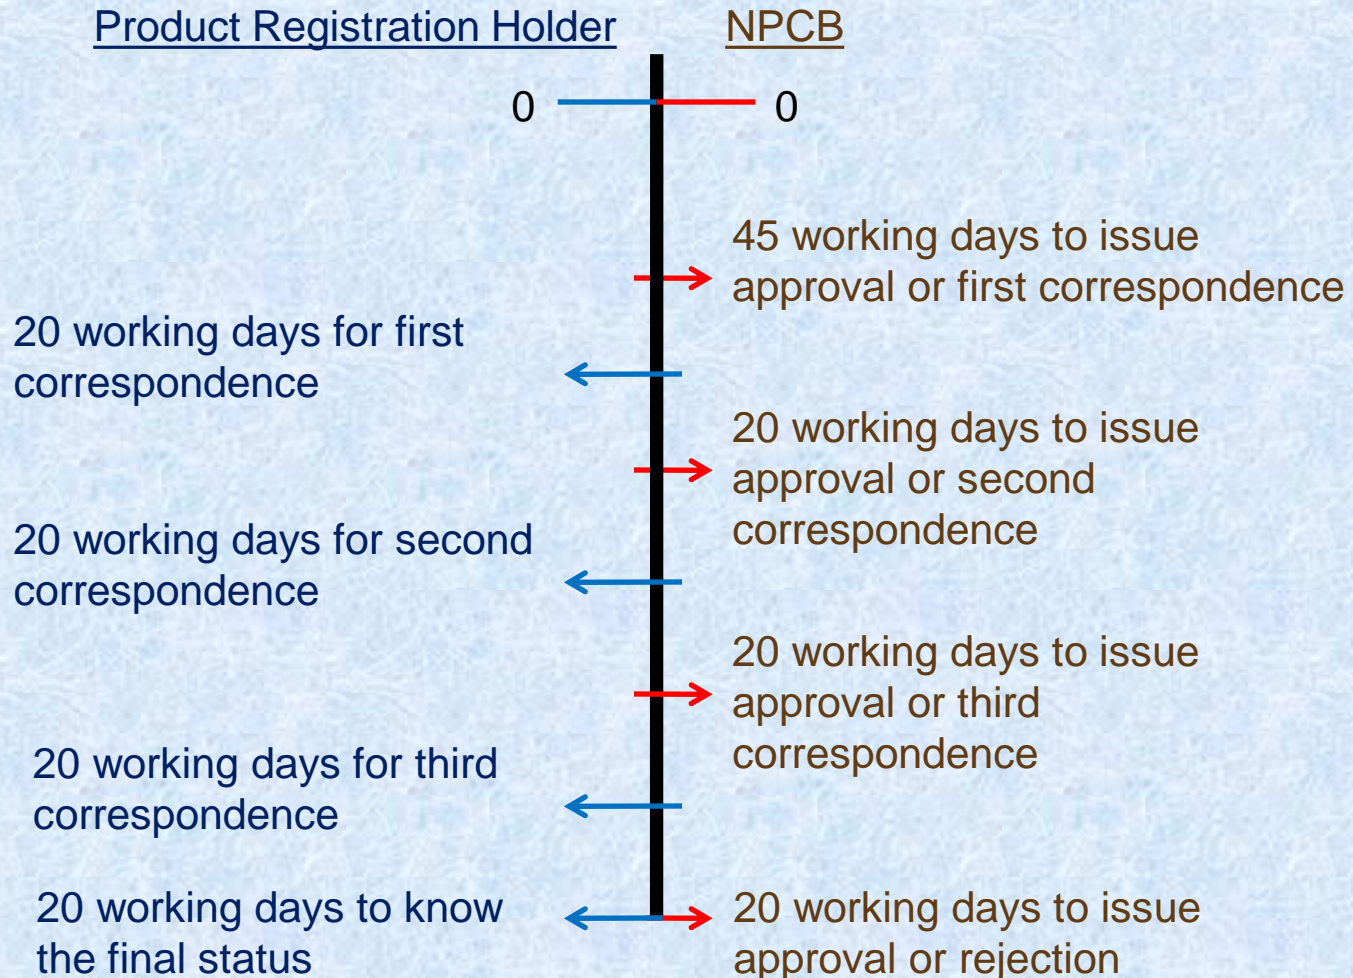 Product Registration Holder NPCB
0 0
45 working days to issue
approval or first correspondence
20 working days for first
correspondence
20 working days to issue
approval or second
correspondence
20 working days for second
correspondence
20 working days to issue
approval or third
correspondence
20 working days for third
correspondence
20 working days to know
the final status
20 working days to issue
approval or rejection